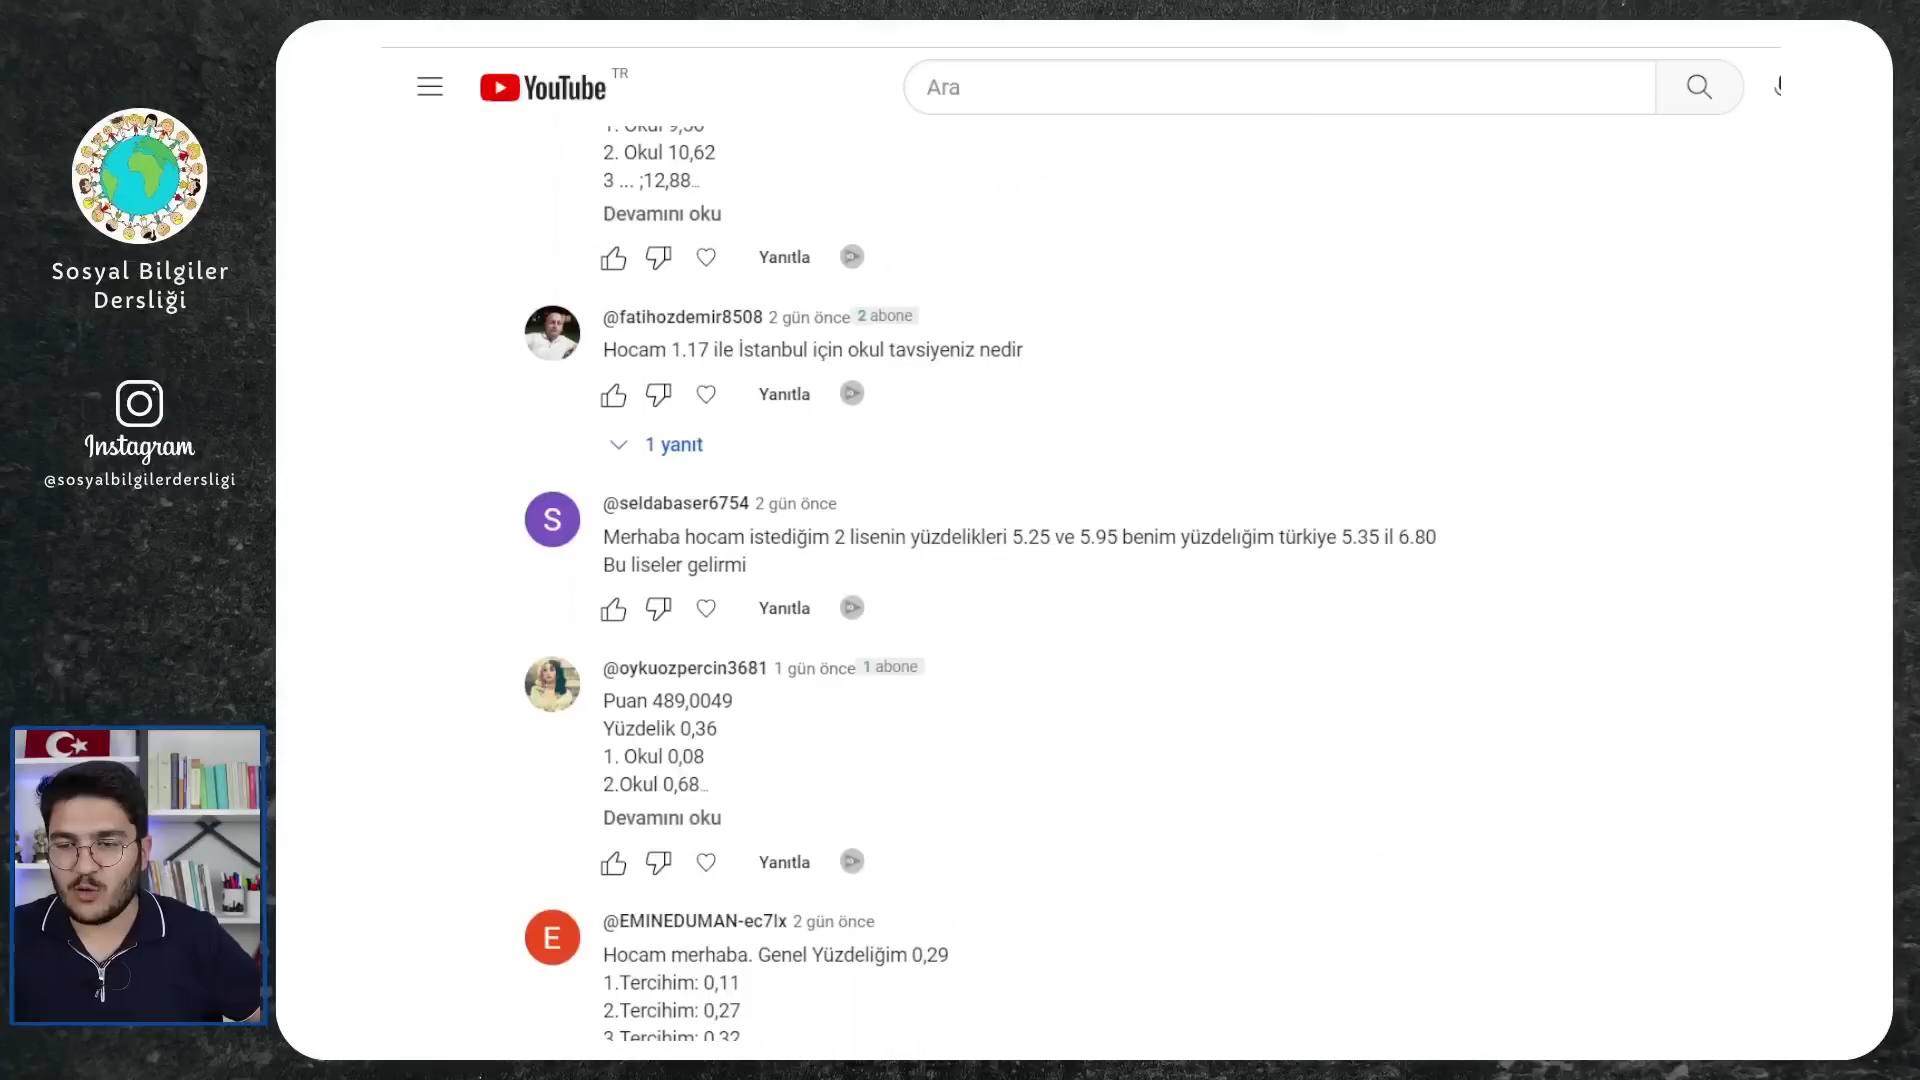 Sosyal Bilgiler
Dersliği
Instagram
@sosyalbilgilerdersligi
YouTube TR
Ara
1. Okul 9,50
2. Okul 10,62
3 ... ;12,88...
Devamını oku
Yanıtla
@fatihozdemir8508 2 gün önce 2 abone
Hocam 1.17 ile İstanbul için okul tavsiyeniz nedir
Yanıtla
1 yanıt
S
@seldabaser6754 2 gün önce
Merhaba hocam istediğim 2 lisenin yüzdelikleri 5.25 ve 5.95 benim yüzdelığim türkiye 5.35 il 6.80
Bu liseler gelirmi
Yanıtla
@oykuozpercin3681 1 gün önce 1 abone
Puan 489,0049
Yüzdelik 0,36
1. Okul 0,08
2.Okul 0,68...
Devamını oku
Yanıtla
E
@EMINEDUMAN-ec7lx 2 gün önce
Hocam merhaba. Genel Yüzdeliğim 0,29
1.Tercihim: 0,11
2.Tercihim: 0,27
3.Tercihim: 0,32